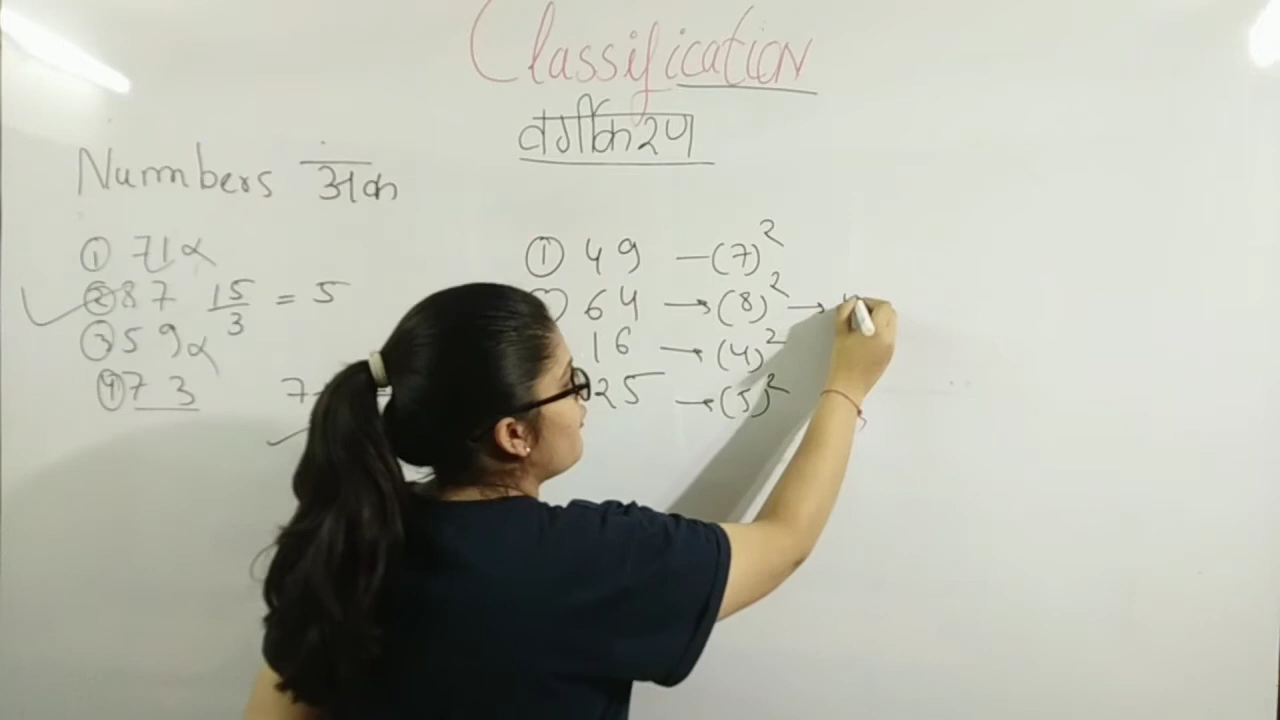 Classification
वर्गीकरण
Numbers अंक
① 71 ✗
② 87 15/3 = 5
③ 59 ✗
④ 73 7
① 49 — (7)²
64 → (8)² →
16 → (4)²
25 → (5)²